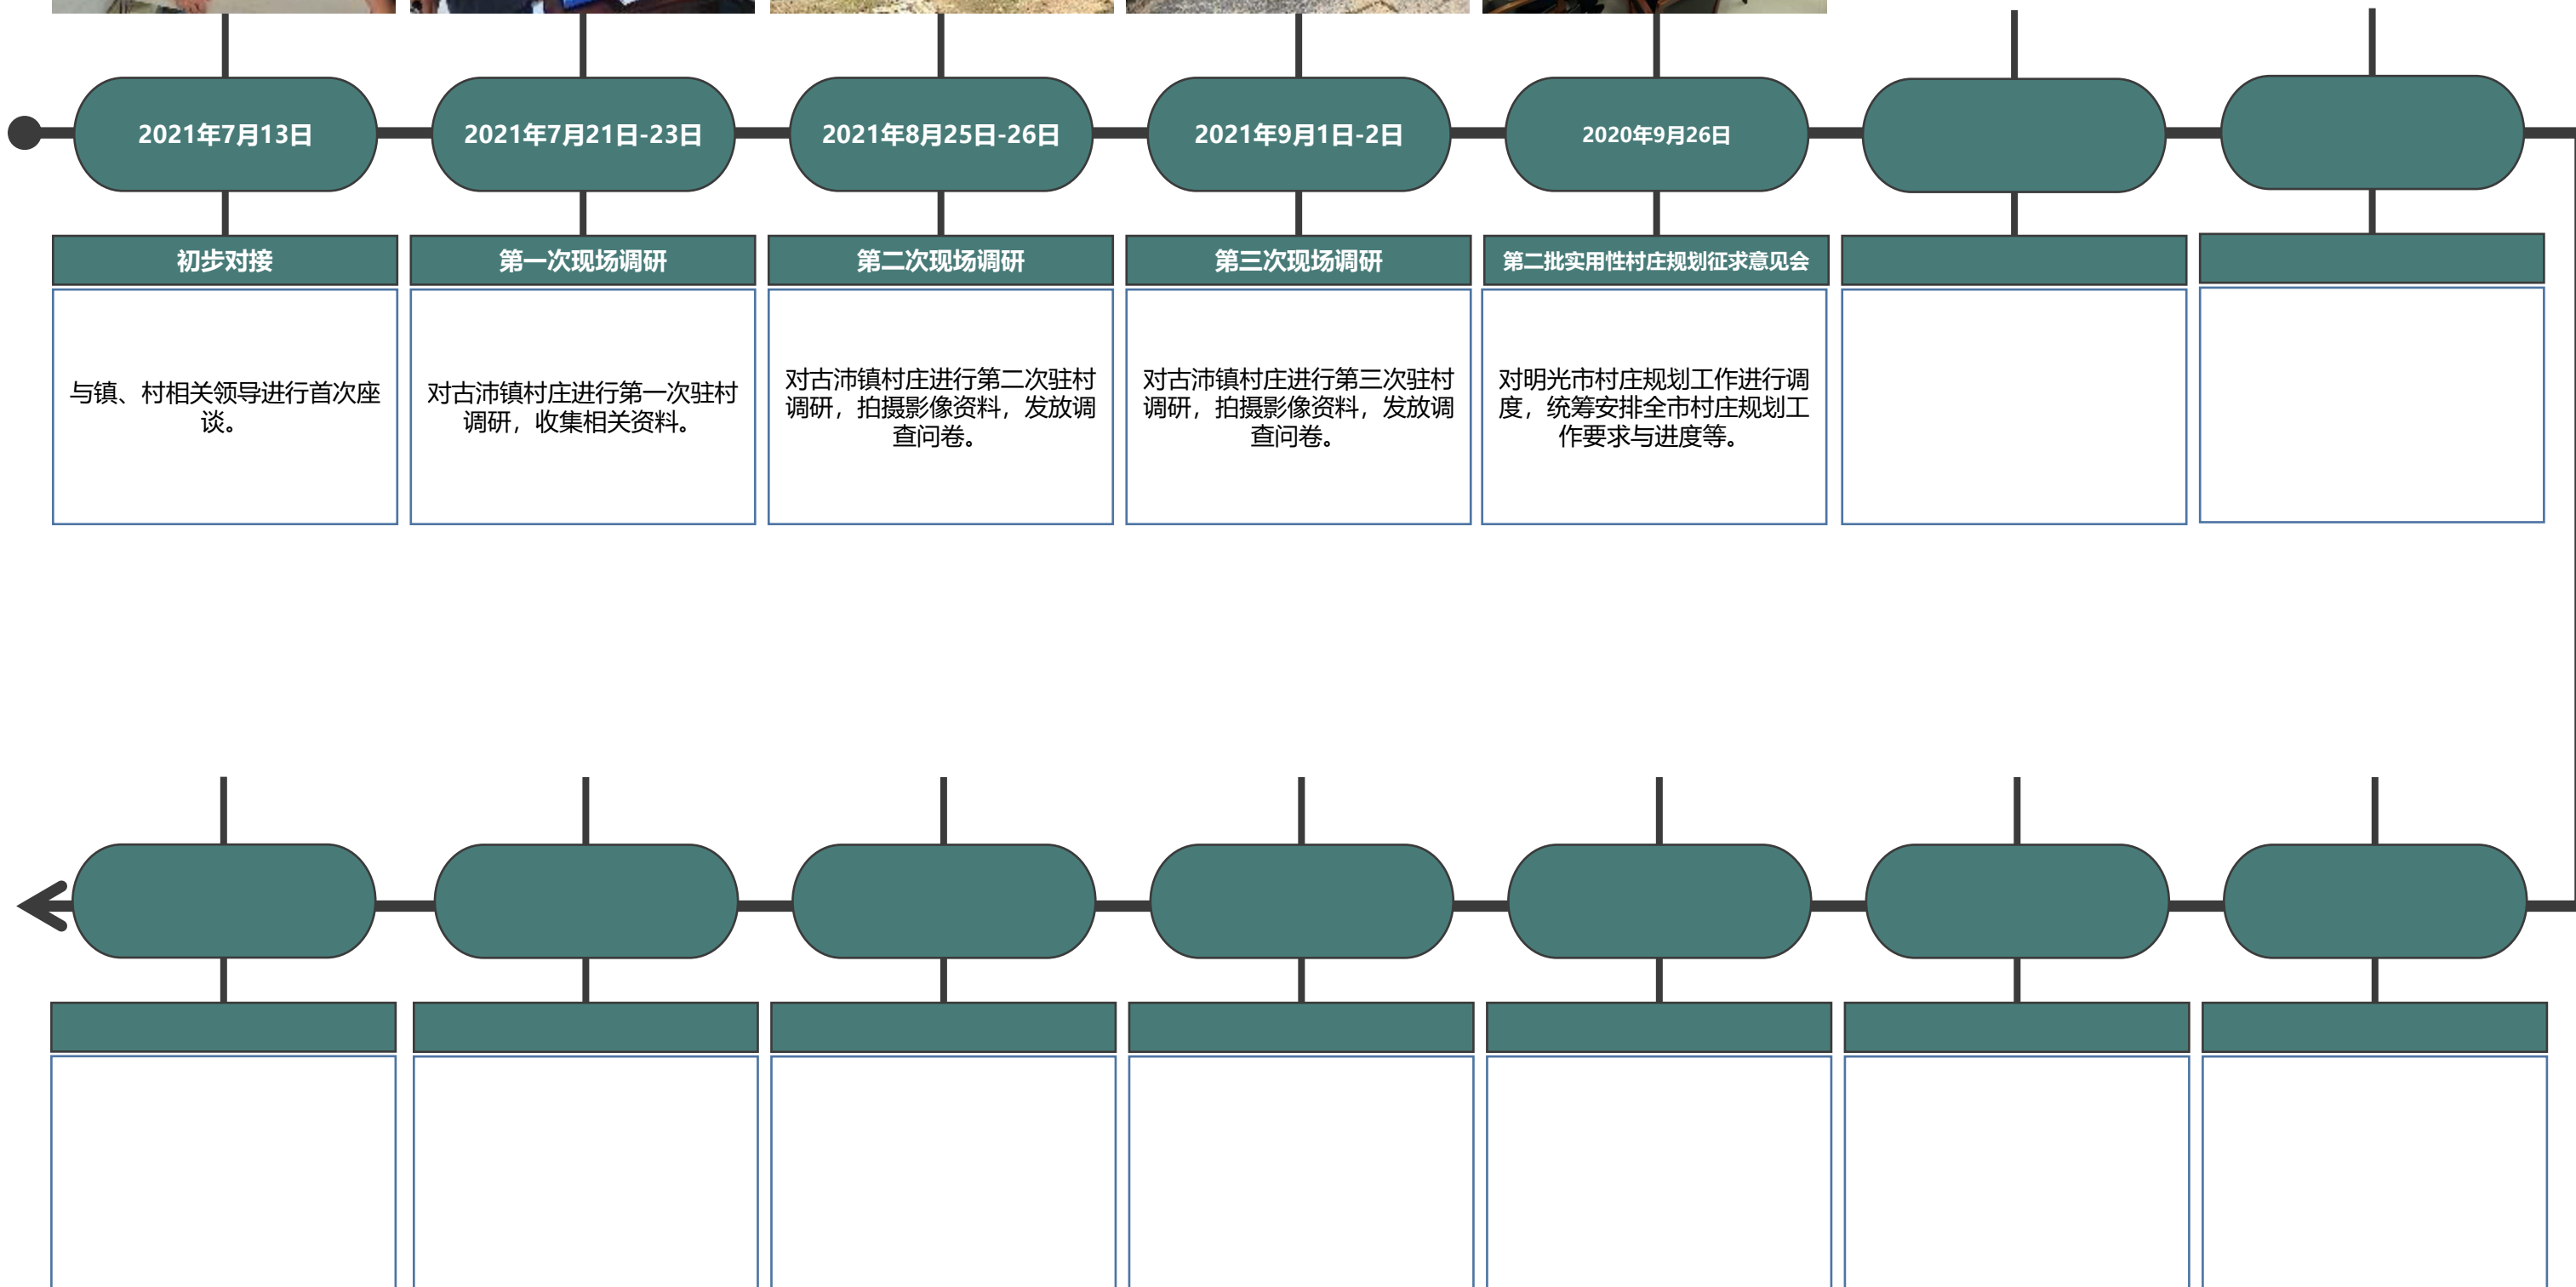 2021年7月13日
2021年7月21日-23日
2021年8月25日-26日
2021年9月1日-2日
2020年9月26日
初步对接
第一次现场调研
第二次现场调研
第三次现场调研
第二批实用性村庄规划征求意见会
与镇、村相关领导进行首次座
谈。
对古沛镇村庄进行第一次驻村
调研，收集相关资料。
对古沛镇村庄进行第二次驻村
调研，拍摄影像资料，发放调
查问卷。
对古沛镇村庄进行第三次驻村
调研，拍摄影像资料，发放调
查问卷。
对明光市村庄规划工作进行调
度，统筹安排全市村庄规划工
作要求与进度等。